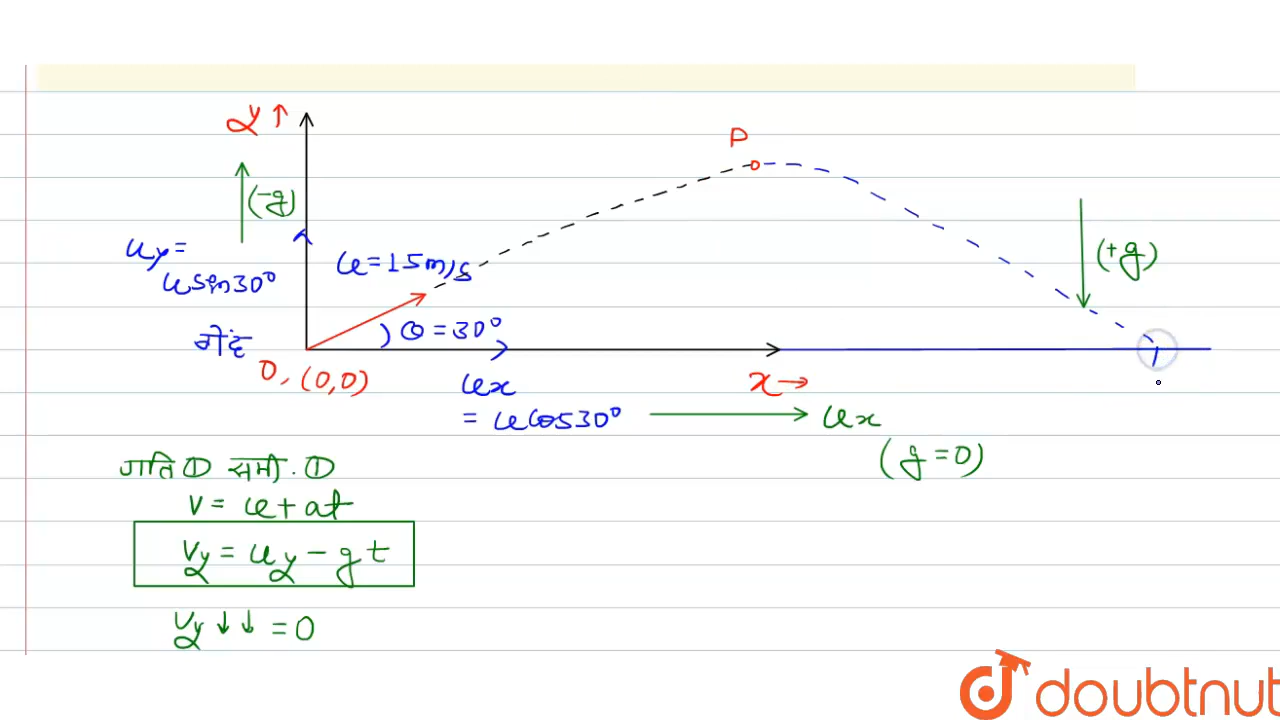 y ↑
P
(-g)
uy =
u sin30°
u = 15m/s
(+g)
θ = 30°
गेंद
O, (0,0)
x →
ux
= u cos30°
ux
(g = 0)
गति ① समी. ①
v = u + at
vy = uy - gt
vy ↓ ↓ = 0
doubtnut